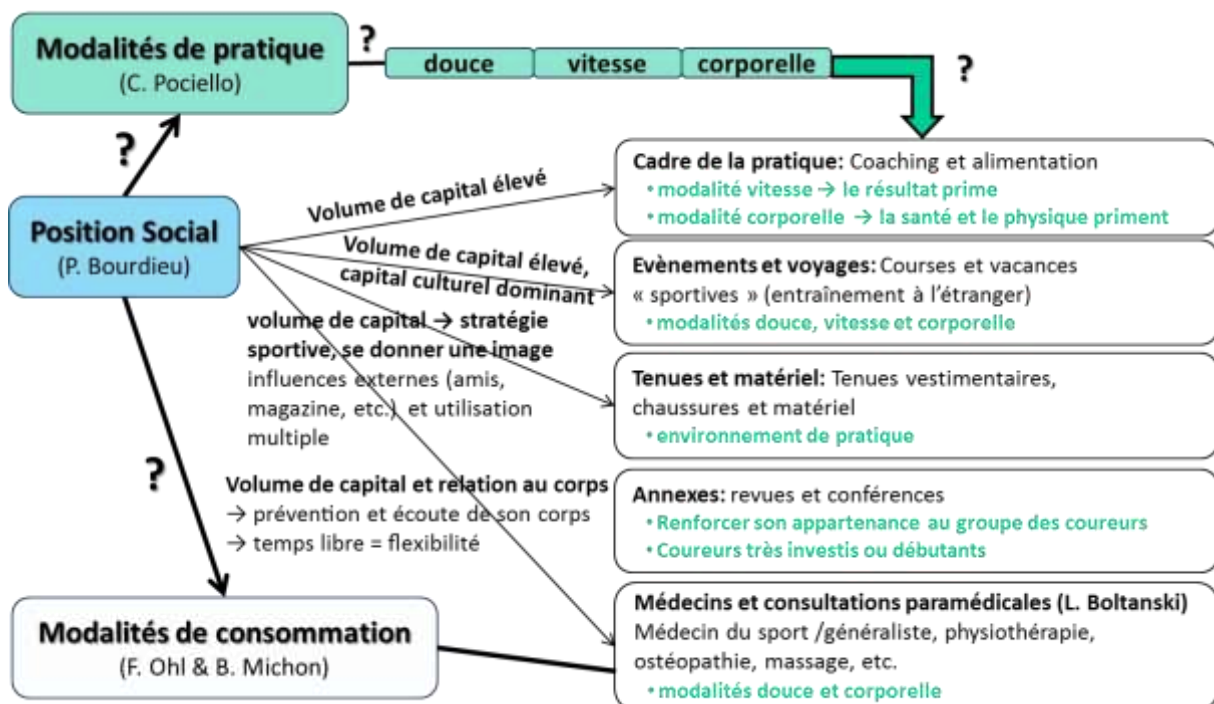 Modalités de pratique
(C. Pociello)
?
douce
vitesse
corporelle
?
?
Position Social
(P. Bourdieu)
?
Modalités de consommation
(F. Ohl & B. Michon)
Volume de capital élevé
Volume de capital élevé,
capital culturel dominant
volume de capital → stratégie
sportive, se donner une image
influences externes (amis,
magazine, etc.) et utilisation
multiple
Volume de capital et relation au corps
→ prévention et écoute de son corps
→ temps libre = flexibilité
Cadre de la pratique: Coaching et alimentation
• modalité vitesse → le résultat prime
• modalité corporelle → la santé et le physique priment
Evènements et voyages: Courses et vacances
« sportives » (entraînement à l'étranger)
• modalités douce, vitesse et corporelle
Tenues et matériel: Tenues vestimentaires,
chaussures et matériel
• environnement de pratique
Annexes: revues et conférences
• Renforcer son appartenance au groupe des coureurs
• Coureurs très investis ou débutants
Médecins et consultations paramédicales (L. Boltanski)
Médecin du sport /généraliste, physiothérapie,
ostéopathie, massage, etc.
• modalités douce et corporelle